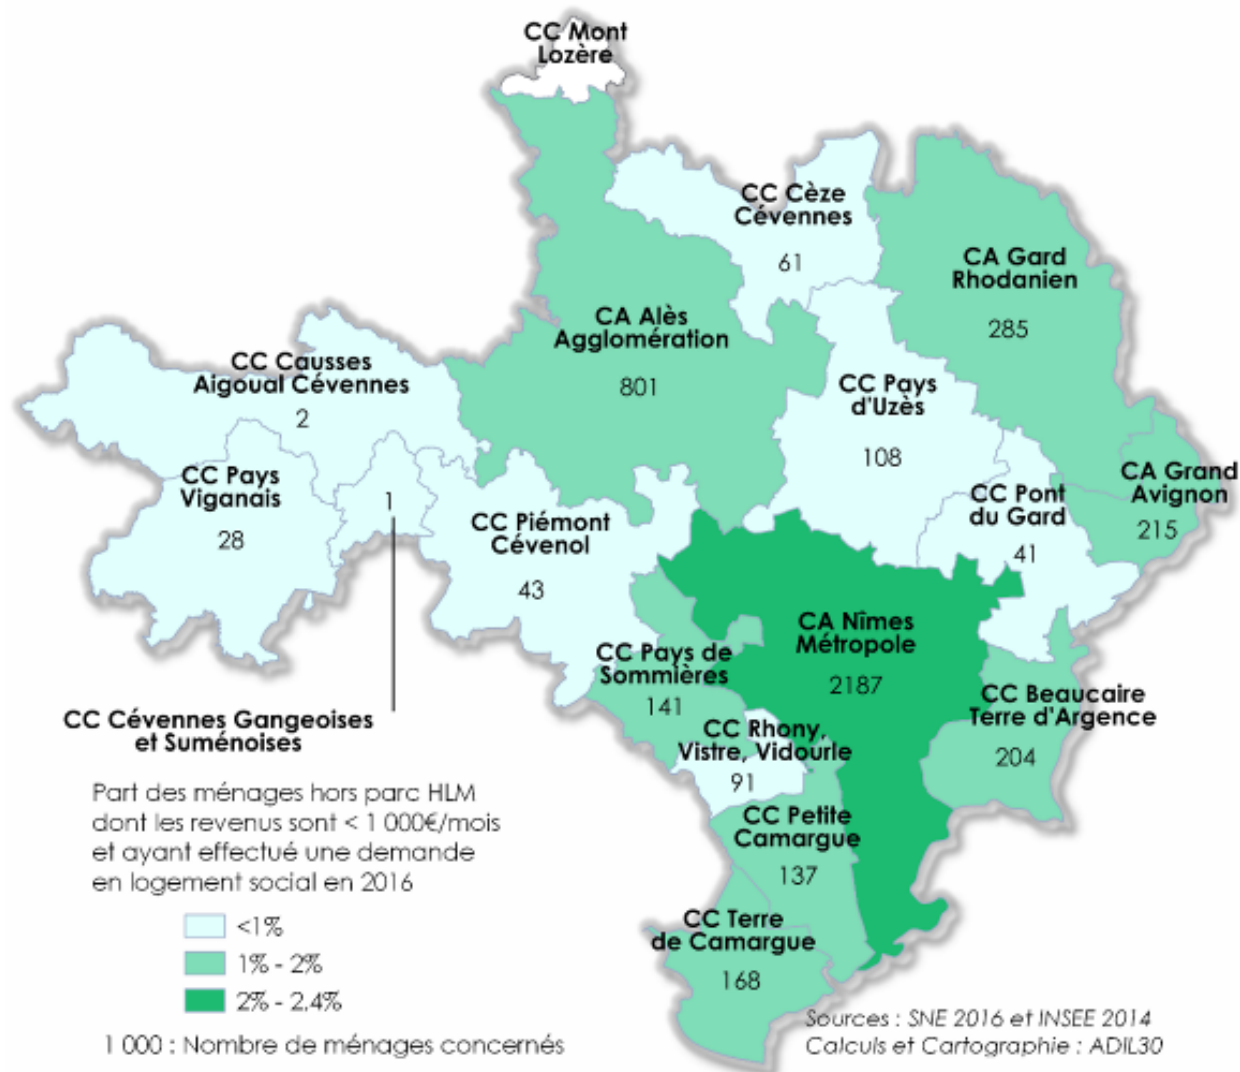 CC Mont
Lozère
CC Cèze
Cévennes
61
CA Gard
Rhodanien
285
CA Alès
Agglomération
801
CC Causses
Aigoual Cévennes
2
CC Pays
d'Uzès
108
CC Pays
Viganais
28
1
CC Piémont
Cévenol
43
CC Pont
du Gard
41
CA Grand
Avignon
215
CA Nîmes
Métropole
2187
CC Pays de
Sommières
141
CC Beaucaire
Terre d'Argence
204
CC Cévennes Gangeoises
et Suménoises
CC Rhony,
Vistre, Vidourle
91
CC Petite
Camargue
137
CC Terre
de Camargue
168
Part des ménages hors parc HLM
dont les revenus sont < 1 000€/mois
et ayant effectué une demande
en logement social en 2016
<1%
1% - 2%
2% - 2.4%
1 000 : Nombre de ménages concernés
Sources : SNE 2016 et INSEE 2014
Calculs et Cartographie : ADIL30